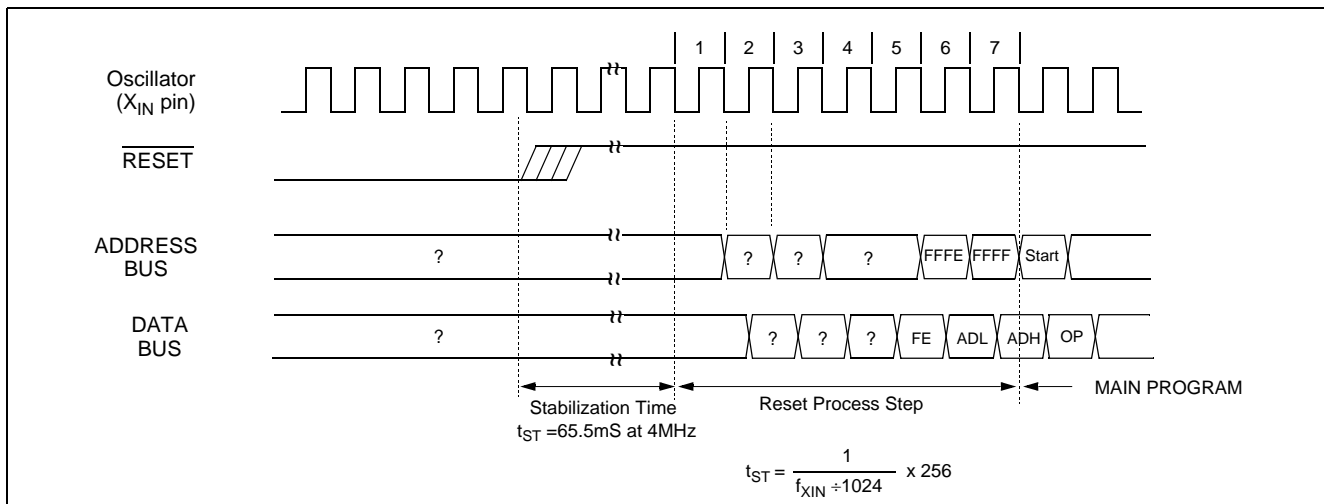 1 2 3 4 5 6 7
Oscillator
(XIN pin)
RESET
ADDRESS
BUS
? ? ? ? FFFE FFFF Start
DATA
BUS
? ? ? ? FE ADL ADH OP
MAIN PROGRAM
Stabilization Time
tST =65.5mS at 4MHz
Reset Process Step
tST = 1 / fXIN ÷1024 x 256